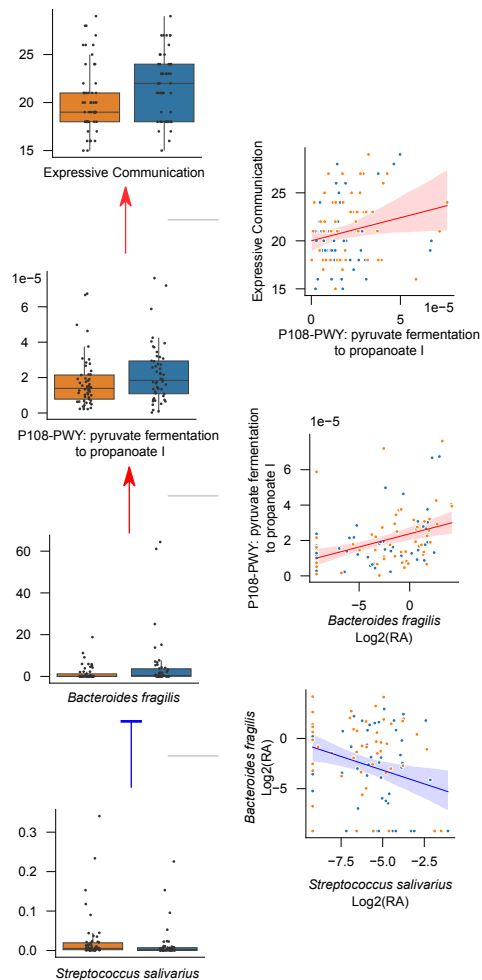 25
20
15
Expressive Communication
Expressive Communication
25
20
15
0
5
1e−5
P108-PWY: pyruvate fermentation
to propanoate I
1e−5
6
4
2
0
P108-PWY: pyruvate fermentation
to propanoate I
1e−5
P108-PWY: pyruvate fermentation
to propanoate I
6
4
2
0
−5
0
Bacteroides fragilis
Log2(RA)
60
40
20
0
Bacteroides fragilis
Bacteroides fragilis
Log2(RA)
0
−5
−7.5
−5.0
−2.5
Streptococcus salivarius
Log2(RA)
0.3
0.2
0.1
0.0
Streptococcus salivarius